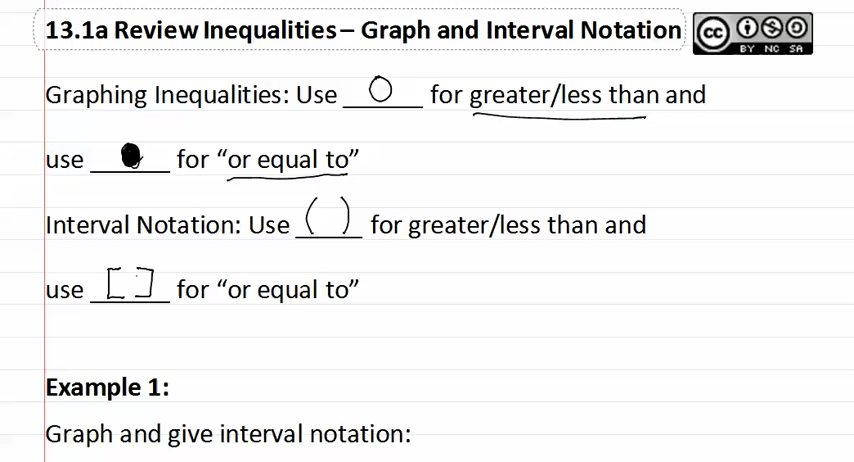 13.1a Review Inequalities – Graph and Interval Notation
cc BY NC SA
Graphing Inequalities: Use O for greater/less than and
use ● for “or equal to”
Interval Notation: Use ( ) for greater/less than and
use [ ] for “or equal to”
Example 1:
Graph and give interval notation: